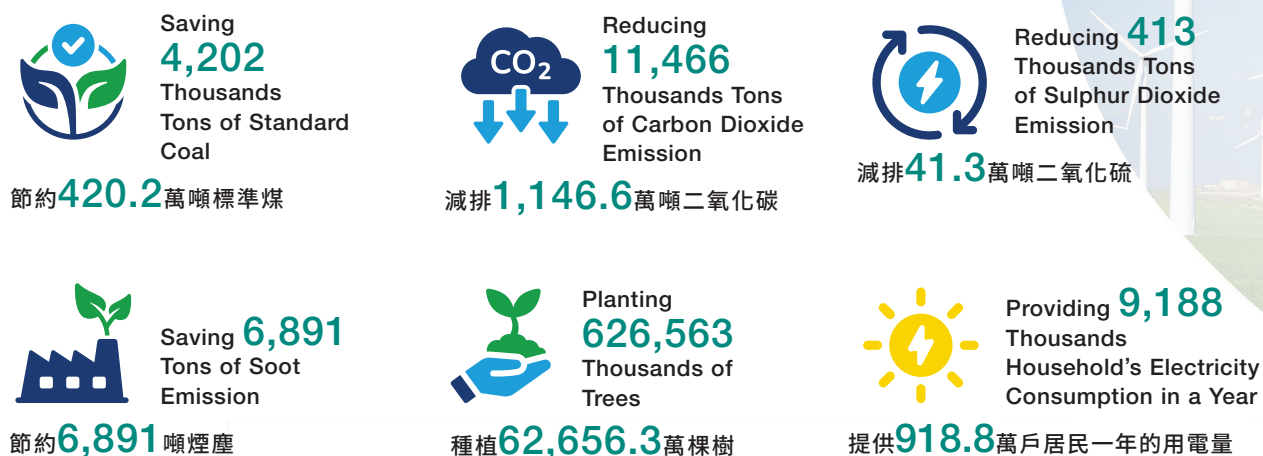 Saving
4,202
Thousands
Tons of Standard
Coal
節約420.2萬噸標準煤
CO₂
Reducing
11,466
Thousands Tons
of Carbon Dioxide
Emission
減排1,146.6萬噸二氧化碳
Reducing 413
Thousands Tons
of Sulphur Dioxide
Emission
減排41.3萬噸二氧化硫
Saving 6,891
Tons of Soot
Emission
節約6,891噸煙塵
Planting
626,563
Thousands of
Trees
種植62,656.3萬棵樹
Providing 9,188
Thousands
Household’s Electricity
Consumption in a Year
提供918.8萬戶居民一年的用電量